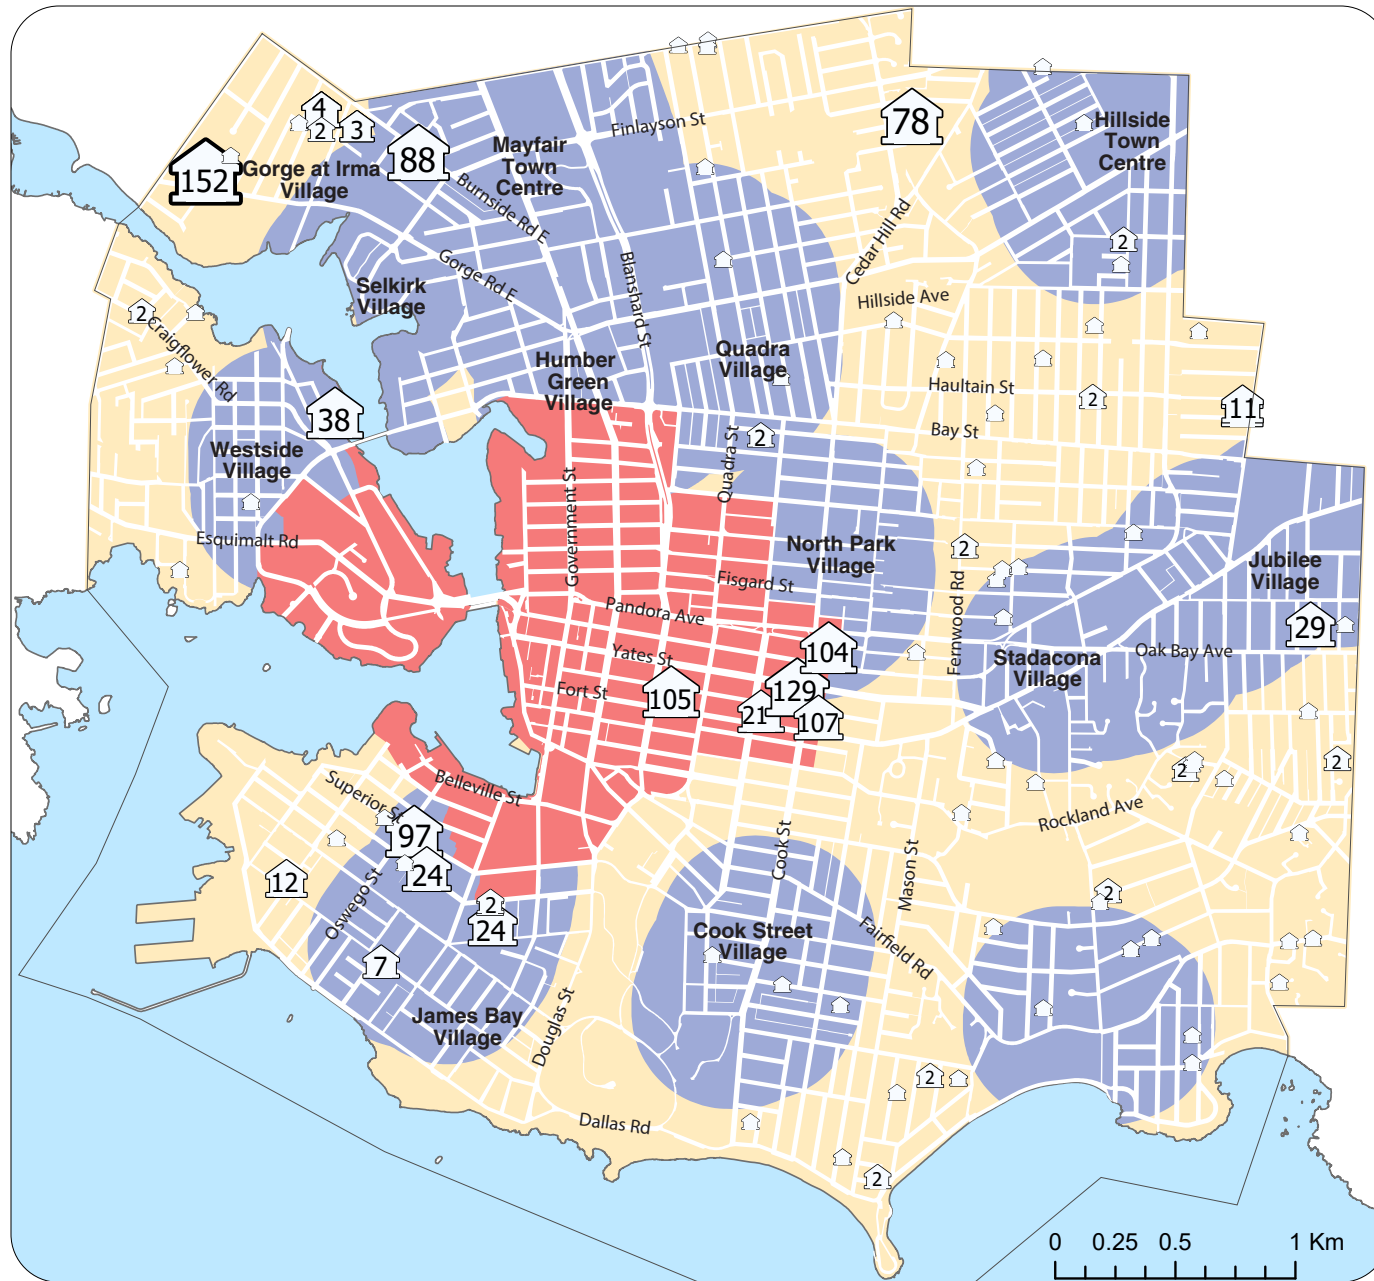 Finlayson St
78
Hillside
Town
Centre
4
2
3
88
152
Gorge at Irma
Village
Mayfair
Town
Centre
Burnside Rd E
Gorge Rd E
Blanshard St
Cedar Hill Rd
2
Selkirk
Village
Hillside Ave
2
Craigflower Rd
Humber
Green
Village
Quadra
Village
Haultain St
2
11
38
Bay St
2
Quadra St
Westside
Village
Government St
Esquimalt Rd
North Park
Village
2
Jubilee
Village
Fisgard St
Pandora Ave
Fernwood Rd
29
104
Yates St
Stadacona
Village
Oak Bay Ave
Fort St
105
129
21
107
2
2
Belleville St
Superior St
Rockland Ave
97
24
12
Cook St
Mason St
2
Oswego St
2
24
Cook Street
Village
Fairfield Rd
7
James Bay
Village
Douglas St
2
Dallas Rd
2
0 0.25 0.5 1 Km